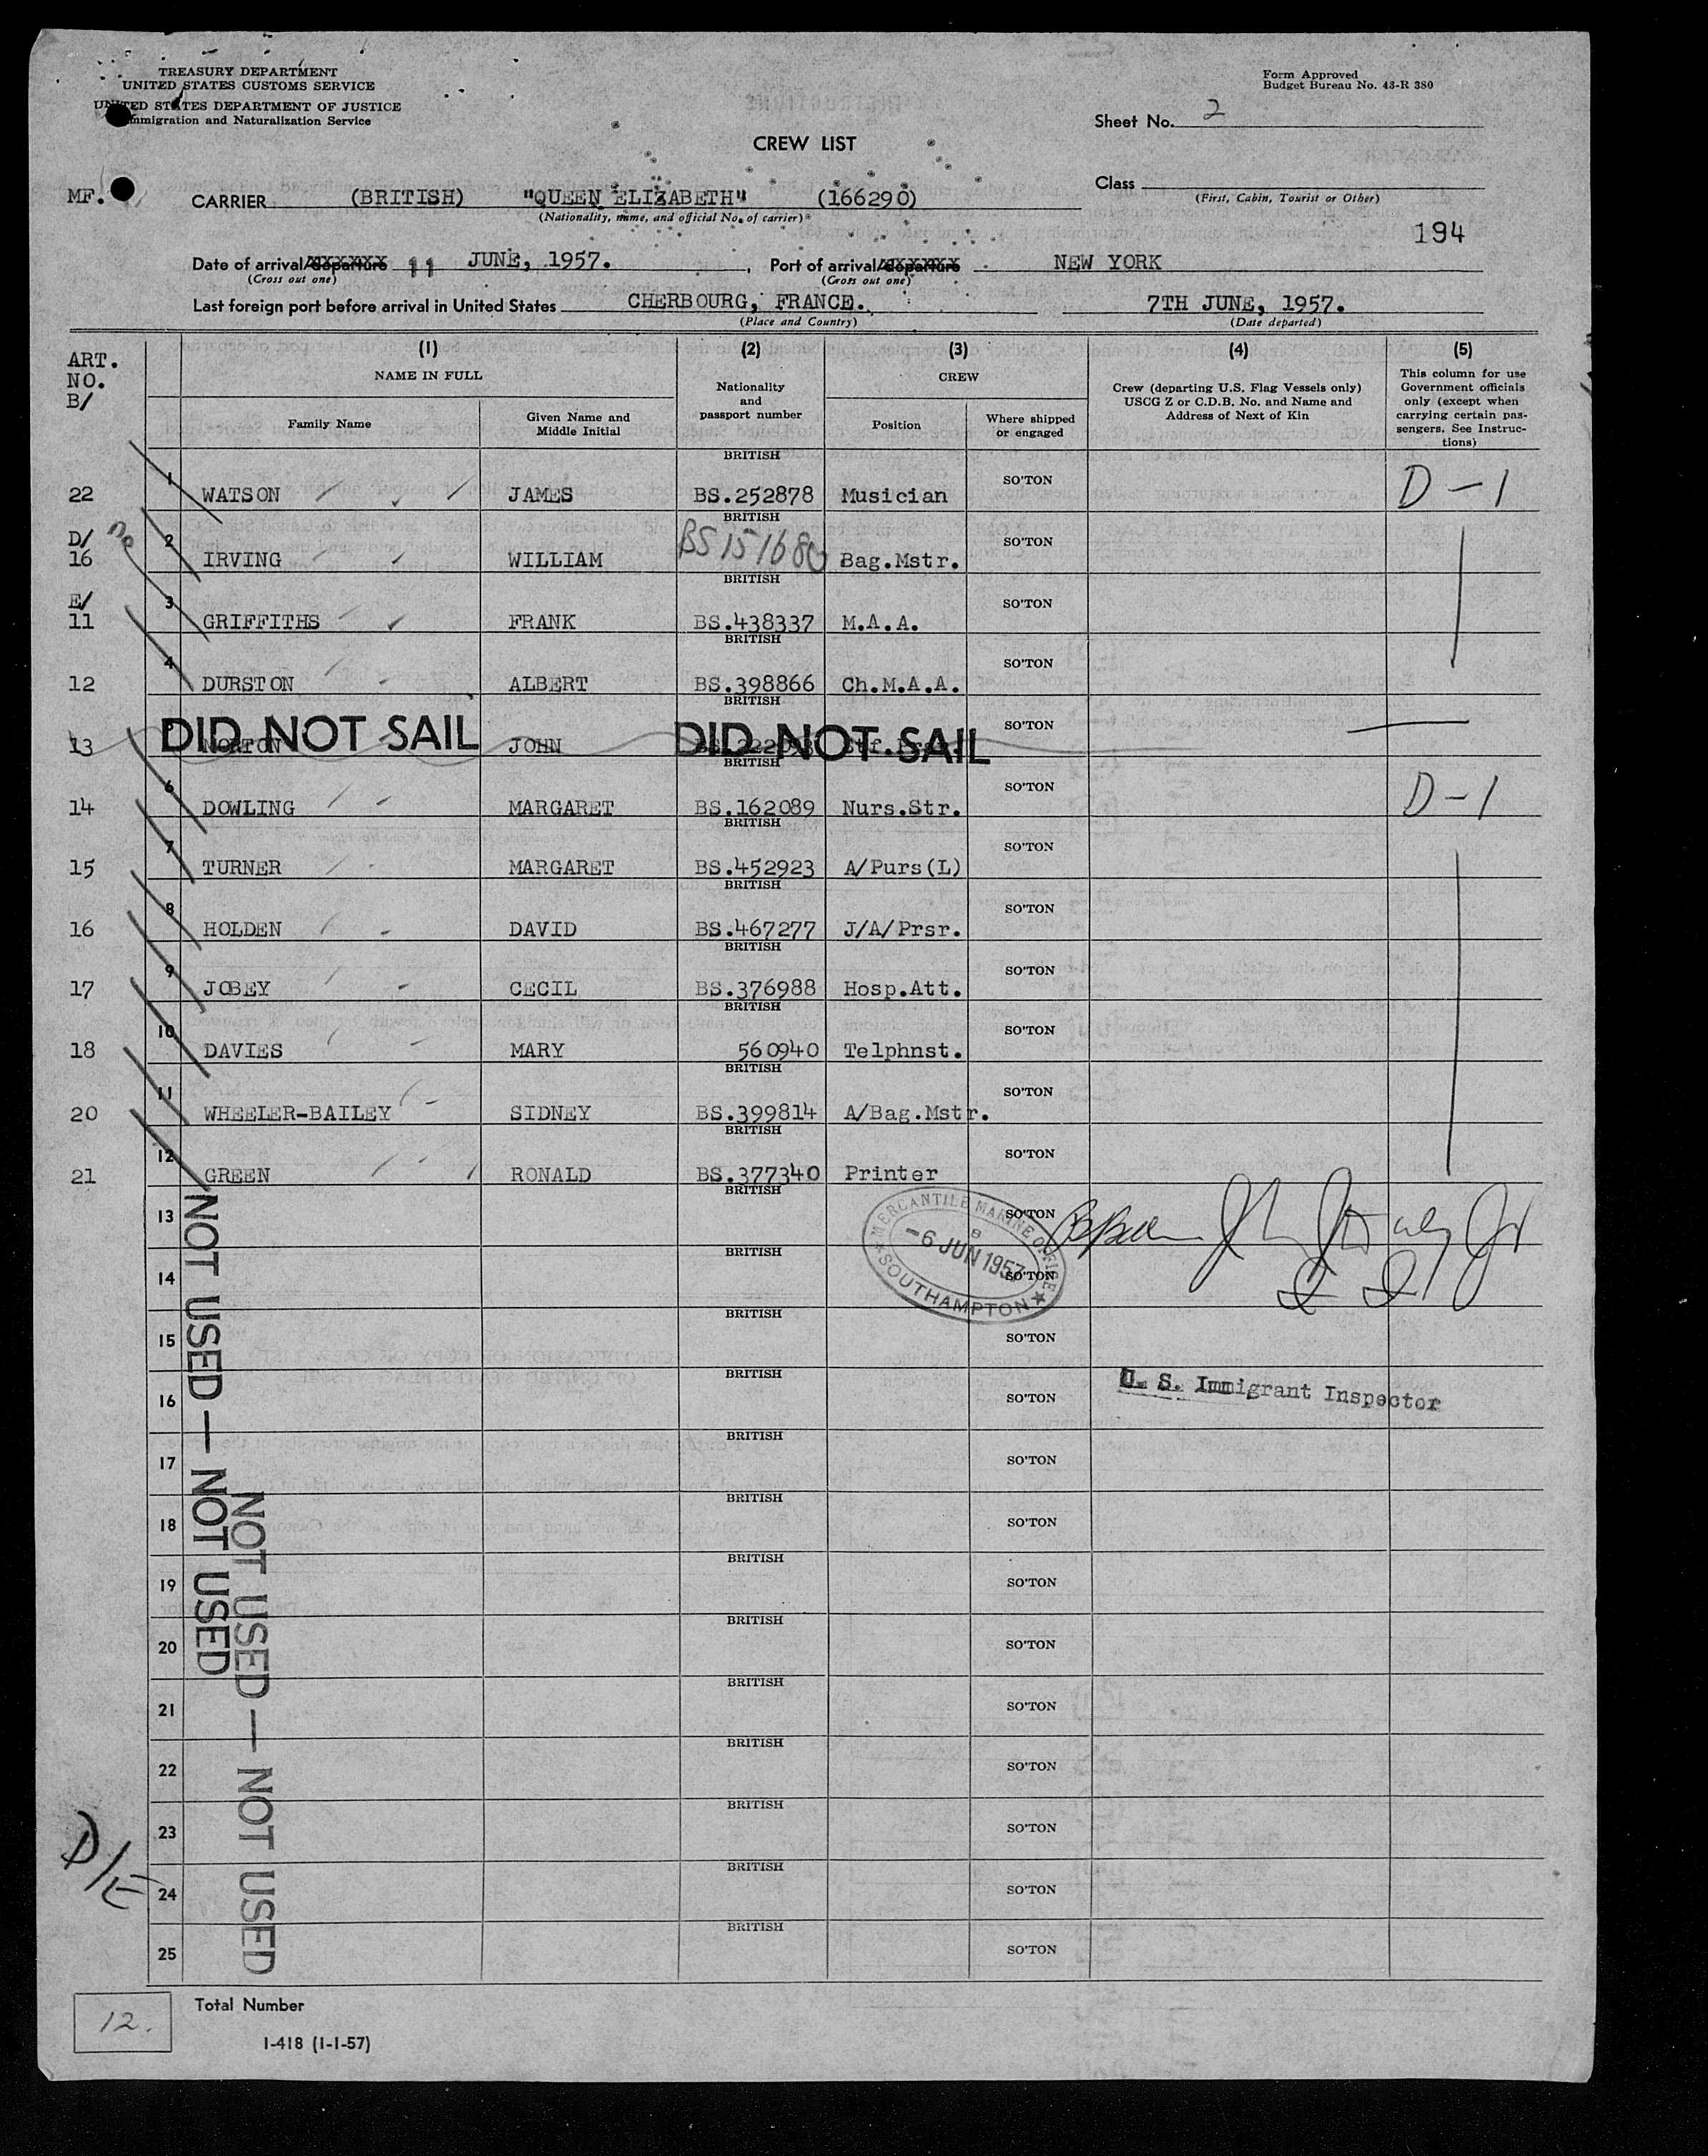 TREASURY DEPARTMENT
UNITED STATES CUSTOMS SERVICE
UNITED STATES DEPARTMENT OF JUSTICE
Immigration and Naturalization Service
Form Approved
Budget Bureau No. 43-R 380
Sheet No. 2
CREW LIST
MF.
CARRIER (BRITISH) "QUEEN ELIZABETH" (166290)
(Nationality, name, and official No. of carrier)
Class
(First, Cabin, Tourist or Other)
194
Date of arrival/departure 11 JUNE, 1957. Port of arrival/departure NEW YORK
(Cross out one) (Cross out one)
Last foreign port before arrival in United States CHERBOURG, FRANCE. 7TH JUNE, 1957.
(Place and Country) (Date departed)
ART. NO. B/
(1) (2) (3) (4) (5)
NAME IN FULL
Family Name
Given Name and Middle Initial
Nationality and passport number
CREW
Position
Where shipped or engaged
Crew (departing U.S. Flag Vessels only) USCG Z or C.D.B. No. and Name and Address of Next of Kin
This column for use Government officials only (except when carrying certain passengers. See Instructions)
BRITISH
22 1 WATSON JAMES BS.252878 Musician SO'TON D-1
BRITISH
D/ 16 2 IRVING WILLIAM BS151680 Bag.Mstr. SO'TON
BRITISH
E/ 11 3 GRIFFITHS FRANK BS.438337 M.A.A. SO'TON
BRITISH
12 4 DURSTON ALBERT BS.398866 Ch.M.A.A. SO'TON
BRITISH
13 NORTON JOHN SO'TON
DID NOT SAIL DID NOT SAIL
BRITISH
14 6 DOWLING MARGARET BS.162089 Nurs.Str. SO'TON D-1
BRITISH
15 7 TURNER MARGARET BS.452923 A/Purs(L) SO'TON
BRITISH
16 8 HOLDEN DAVID BS.467277 J/A/Prsr. SO'TON
BRITISH
17 9 JOBEY CECIL BS.376988 Hosp.Att. SO'TON
BRITISH
18 10 DAVIES MARY 560940 Telphnst. SO'TON
BRITISH
20 11 WHEELER-BAILEY SIDNEY BS.399814 A/Bag.Mstr. SO'TON
BRITISH
21 12 GREEN RONALD BS.377340 Printer SO'TON
BRITISH
13 SO'TON
MERCANTILE MARINE OFFICE
8
-6 JUN 1957
SOUTHAMPTON
BRITISH
14 SO'TON
BRITISH
15 SO'TON
BRITISH
16 SO'TON
U. S. Immigrant Inspector
BRITISH
17 SO'TON
BRITISH
18 SO'TON
BRITISH
19 SO'TON
BRITISH
20 SO'TON
BRITISH
21 SO'TON
BRITISH
22 SO'TON
BRITISH
23 SO'TON
BRITISH
24 SO'TON
BRITISH
25 SO'TON
NOT USED — NOT USED
NOT USED — NOT USED
D/E
12.
Total Number
I-418 (1-1-57)